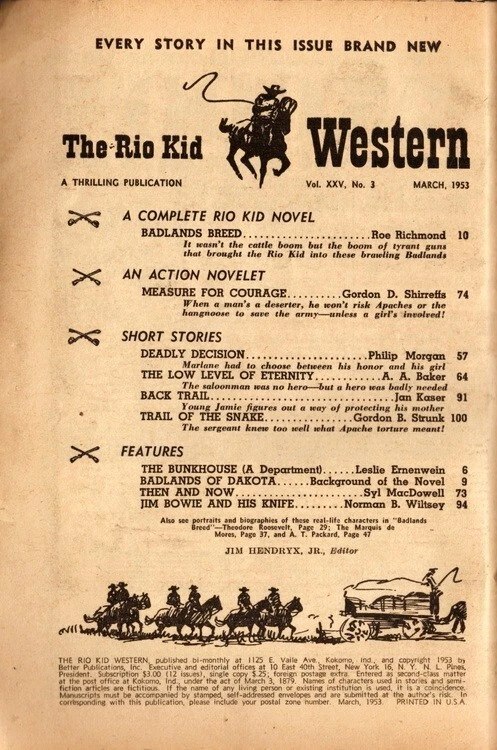 EVERY STORY IN THIS ISSUE BRAND NEW
The Rio Kid Western
A THRILLING PUBLICATION Vol. XXV, No. 3 MARCH, 1953
A COMPLETE RIO KID NOVEL
BADLANDS BREED.......................Roe Richmond 10
It wasn't the cattle boom but the boom of tyrant guns
that brought the Rio Kid into these brawling Badlands
AN ACTION NOVELET
MEASURE FOR COURAGE..........Gordon D. Shirreffs 74
When a man's a deserter, he won't risk Apaches or the
hangnoose to save the army—unless a girl's involved!
SHORT STORIES
DEADLY DECISION......................Philip Morgan 57
Marlane had to choose between his honor and his girl
THE LOW LEVEL OF ETERNITY............A. A. Baker 64
The saloonman was no hero—but a hero was badly needed
BACK TRAIL................................Jan Kaser 91
Young Jamie figures out a way of protecting his mother
TRAIL OF THE SNAKE................Gordon B. Strunk 100
The sergeant knew too well what Apache torture meant!
FEATURES
THE BUNKHOUSE (A Department)......Leslie Ernenwein 6
BADLANDS OF DAKOTA......Background of the Novel 9
THEN AND NOW.......................Syl MacDowell 73
JIM BOWIE AND HIS KNIFE.........Norman B. Wiltsey 94
Also see portraits and biographies of these real-life characters in "Badlands
Breed"—Theodore Roosevelt, Page 29; The Marquis de
Mores, Page 37, and A. T. Packard, Page 47
JIM HENDRYX, JR., Editor
THE RIO KID WESTERN, published bi-monthly at 1125 E. Vaile Ave., Kokomo, Ind., and copyright 1953 by
Better Publications, Inc. Executive and editorial offices at 10 East 40th Street, New York 16, N. Y. N. L. Pines,
President. Subscription $3.00 (12 issues), single copy $.25; foreign postage extra. Entered as second-class matter
at the post office at Kokomo, Ind., under the act of March 3, 1879. Names of characters used in stories and semi-
fiction articles are fictitious. If the name of any living person or existing institution is used, it is a coincidence.
Manuscripts must be accompanied by stamped, self-addressed envelopes and are submitted at the author's risk. In
corresponding with this publication, please include your postal zone number. March, 1953. PRINTED IN U.S.A.